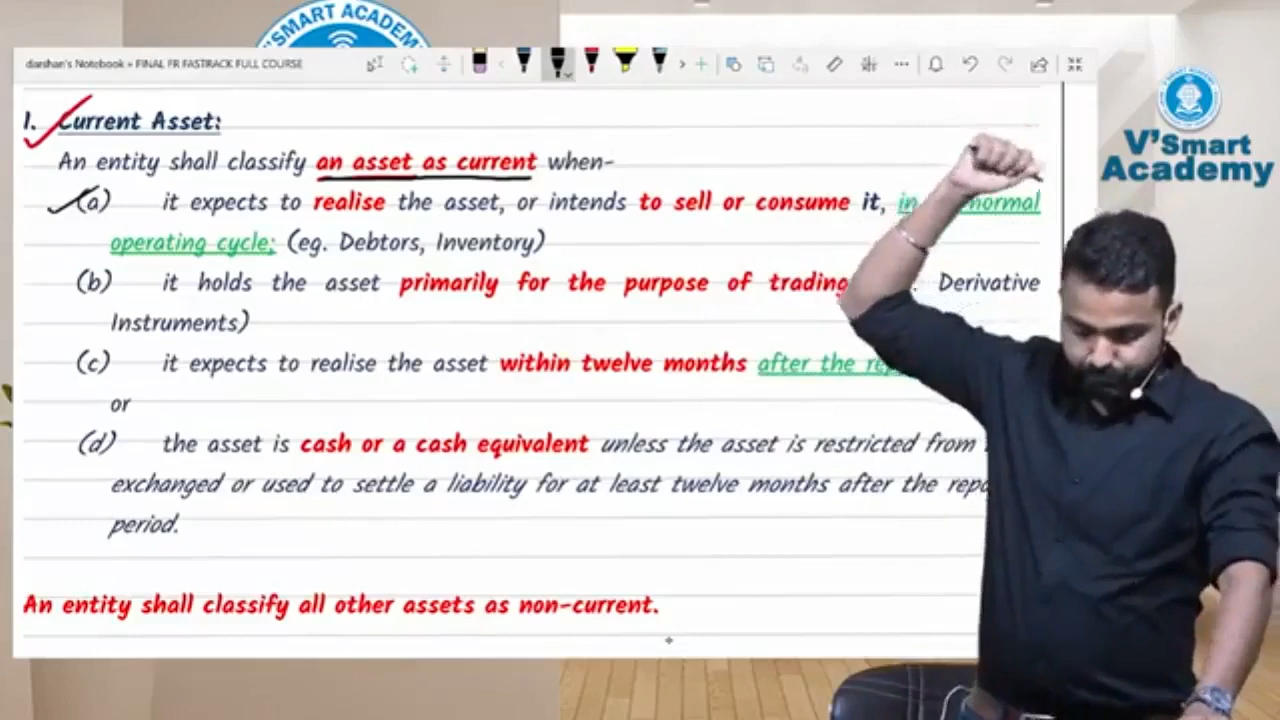 V'SMART ACADEMY
darshan's Notebook » FINAL FR FASTRACK FULL COURSE
1. Current Asset:
An entity shall classify an asset as current when-
(a) it expects to realise the asset, or intends to sell or consume it, in normal
operating cycle; (eg. Debtors, Inventory)
(b) it holds the asset primarily for the purpose of trading Derivative
Instruments)
(c) it expects to realise the asset within twelve months after the
or
(d) the asset is cash or a cash equivalent unless the asset is restricted from
exchanged or used to settle a liability for at least twelve months after the
period.
An entity shall classify all other assets as non-current.
V'Smart
Academy